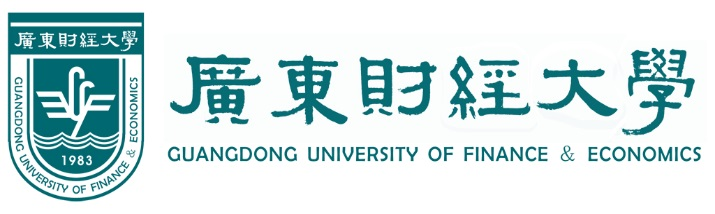 廣東財經大學
GUANGDONG UNIVERSITY OF FINANCE & ECONOMICS
1983
廣東財經大學
GUANGDONG UNIVERSITY OF FINANCE & ECONOMICS